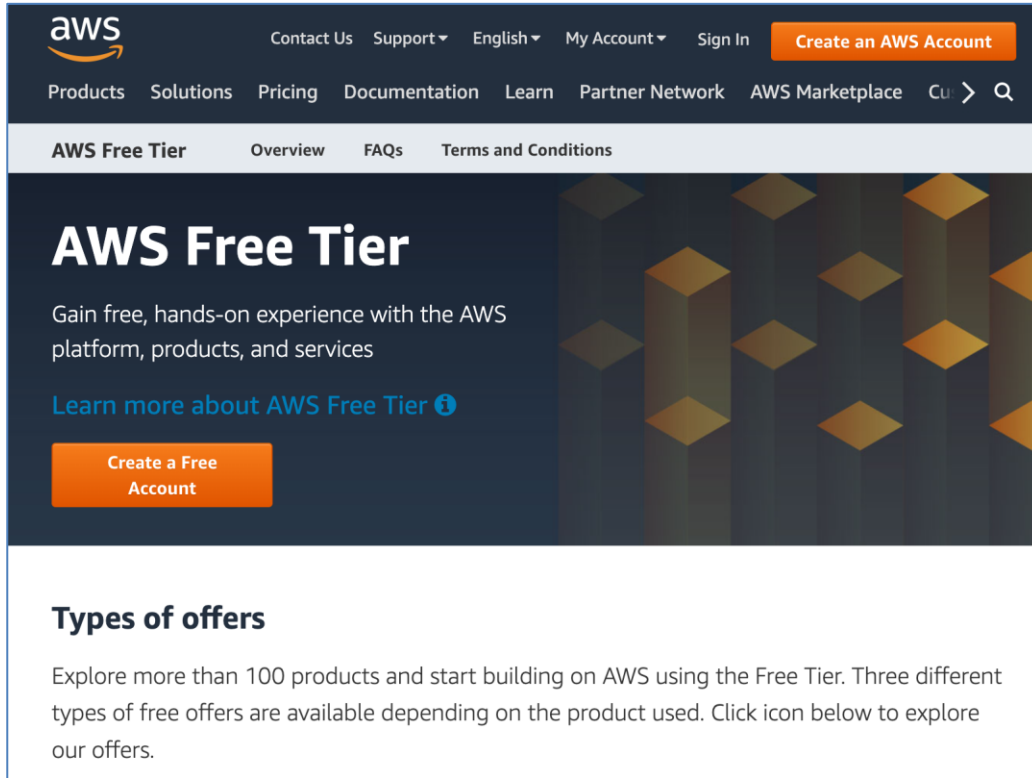 aws
Contact Us Support English My Account Sign In Create an AWS Account
Products Solutions Pricing Documentation Learn Partner Network AWS Marketplace
AWS Free Tier Overview FAQs Terms and Conditions
AWS Free Tier
Gain free, hands-on experience with the AWS
platform, products, and services
Learn more about AWS Free Tier
Create a Free
Account
Types of offers
Explore more than 100 products and start building on AWS using the Free Tier. Three different
types of free offers are available depending on the product used. Click icon below to explore
our offers.